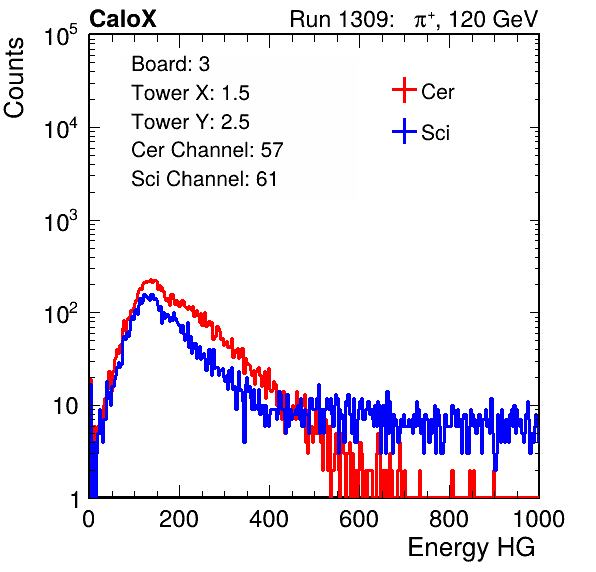 CaloX Run 1309: π⁺, 120 GeV
Counts
10⁵
10⁴
10³
10²
10
1
Board: 3
Tower X: 1.5
Tower Y: 2.5
Cer Channel: 57
Sci Channel: 61
Cer
Sci
0 200 400 600 800 1000
Energy HG